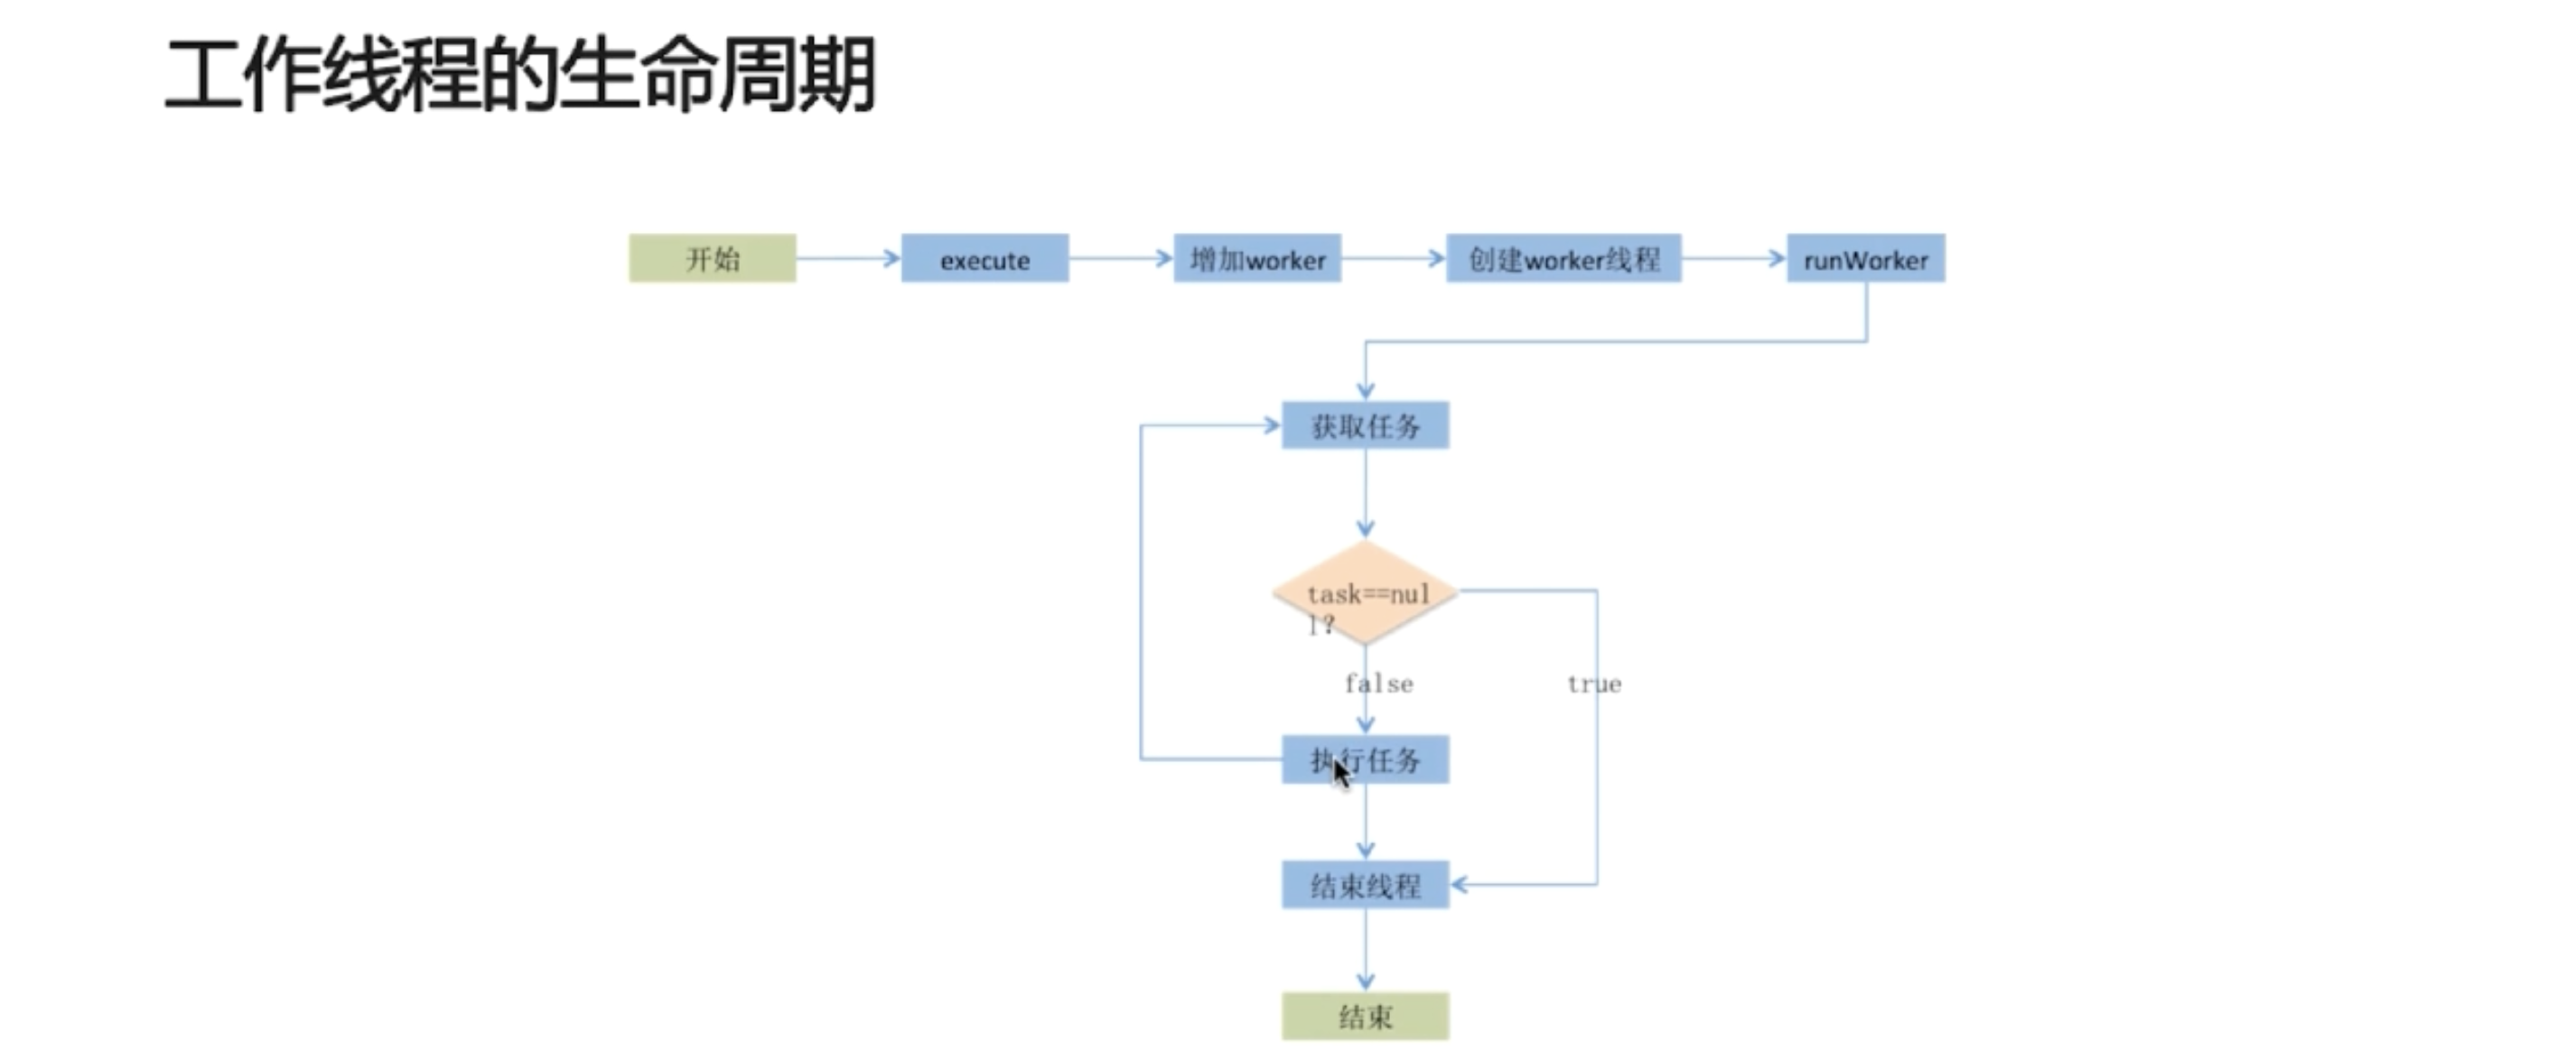 工作线程的生命周期
开始
execute
增加worker
创建worker线程
runWorker
获取任务
task==nul
l?
false
true
执行任务
结束线程
结束